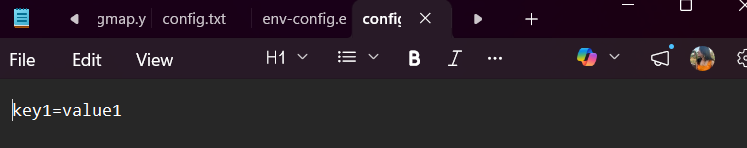 gmap.y config.txt env-config.e config
File Edit View H1 B I ...
key1=value1